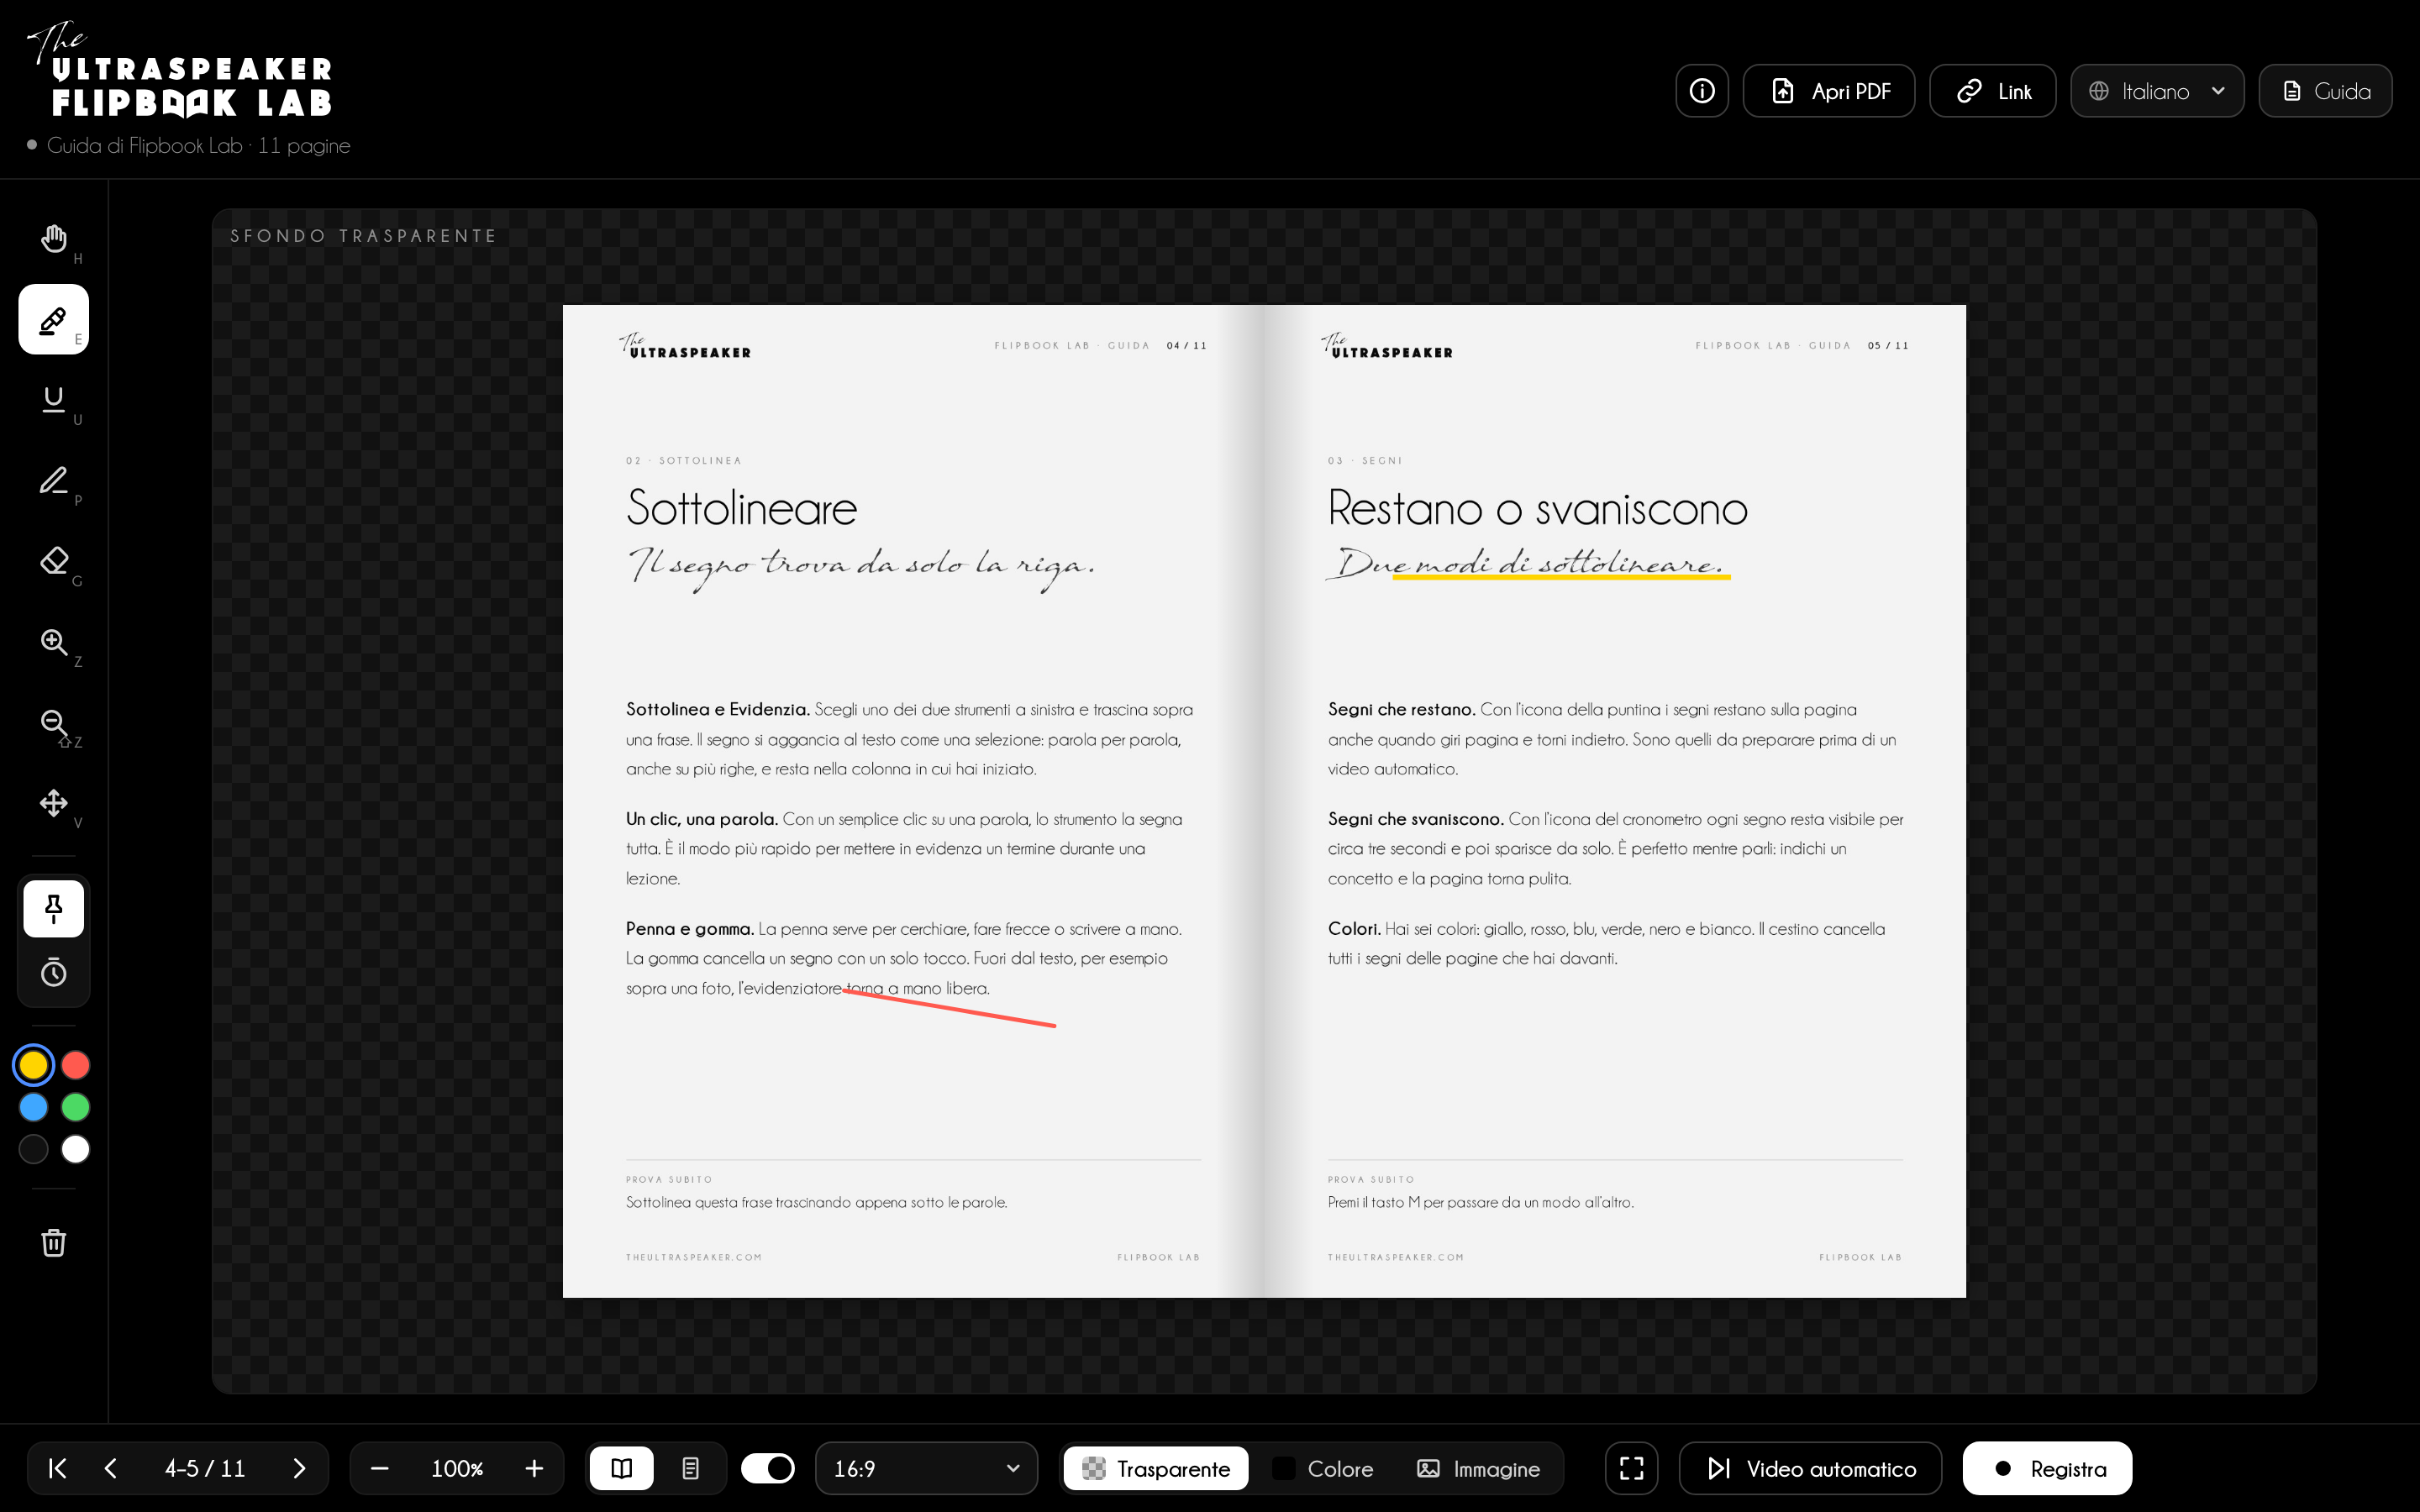 The
ULTRASPEAKER
FLIPBOOK LAB
Guida di Flipbook Lab · 11 pagine
Apri PDF
Link
Italiano
Guida
H
E
U
P
G
Z
⇧Z
V
SFONDO TRASPARENTE
The
ULTRASPEAKER
FLIPBOOK LAB · GUIDA 04 / 11
02 · SOTTOLINEA
Sottolineare
Il segno trova da solo la riga.
Sottolinea e Evidenzia. Scegli uno dei due strumenti a sinistra e trascina sopra
una frase. Il segno si aggancia al testo come una selezione: parola per parola,
anche su più righe, e resta nella colonna in cui hai iniziato.
Un clic, una parola. Con un semplice clic su una parola, lo strumento la segna
tutta. È il modo più rapido per mettere in evidenza un termine durante una
lezione.
Penna e gomma. La penna serve per cerchiare, fare frecce o scrivere a mano.
La gomma cancella un segno con un solo tocco. Fuori dal testo, per esempio
sopra una foto, l'evidenziatore torna a mano libera.
PROVA SUBITO
Sottolinea questa frase trascinando appena sotto le parole.
THEULTRASPEAKER.COM
FLIPBOOK LAB
The
ULTRASPEAKER
FLIPBOOK LAB · GUIDA 05 / 11
03 · SEGNI
Restano o svaniscono
Due modi di sottolineare.
Segni che restano. Con l'icona della puntina i segni restano sulla pagina
anche quando giri pagina e torni indietro. Sono quelli da preparare prima di un
video automatico.
Segni che svaniscono. Con l'icona del cronometro ogni segno resta visibile per
circa tre secondi e poi sparisce da solo. È perfetto mentre parli: indichi un
concetto e la pagina torna pulita.
Colori. Hai sei colori: giallo, rosso, blu, verde, nero e bianco. Il cestino cancella
tutti i segni delle pagine che hai davanti.
PROVA SUBITO
Premi il tasto M per passare da un modo all'altro.
THEULTRASPEAKER.COM
FLIPBOOK LAB
4–5 / 11
100%
16:9
Trasparente
Colore
Immagine
Video automatico
Registra